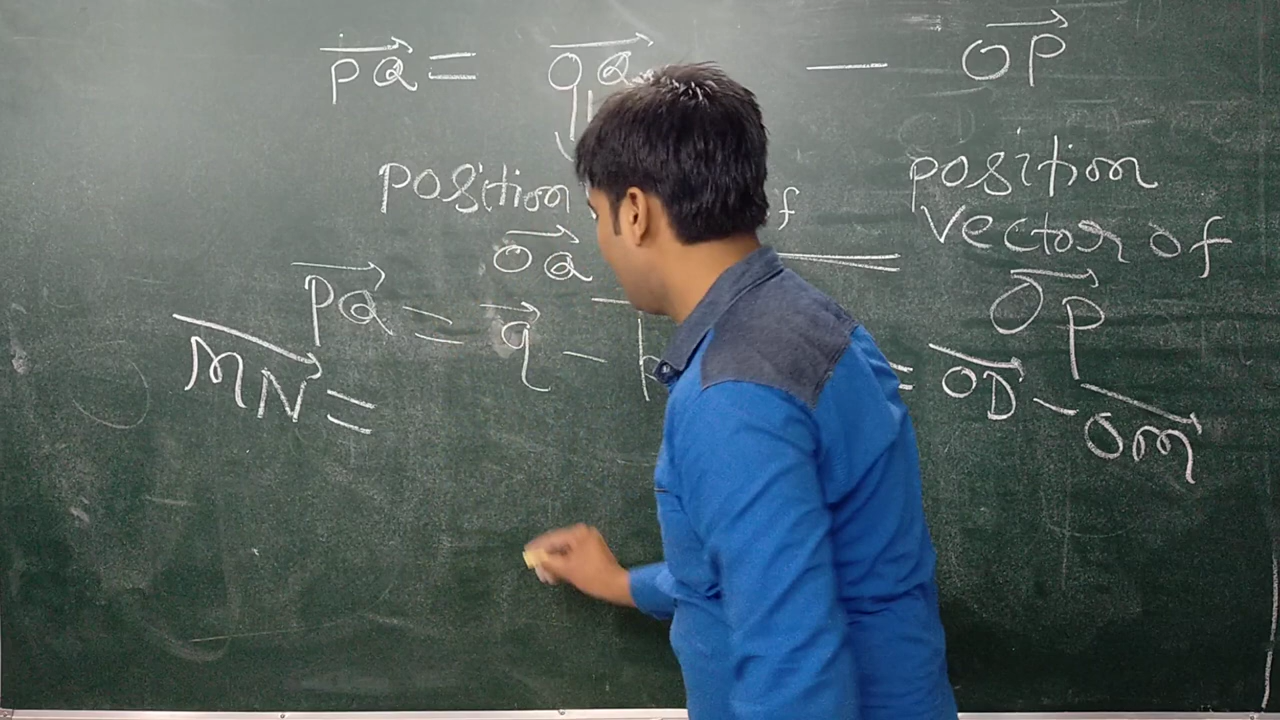 PQ = OQ — OP
position f position
vector of
OQ OP
PQ = q - p = OD - OM
MN =